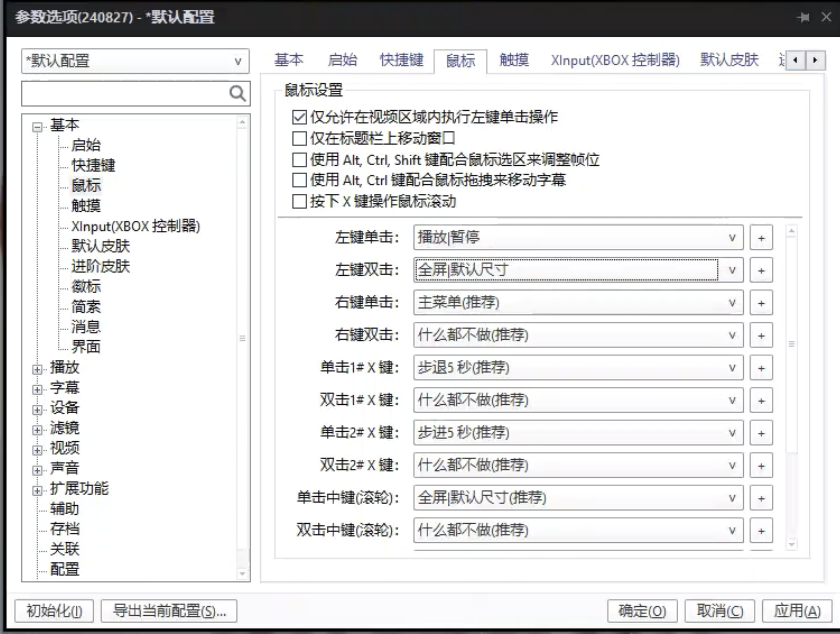 参数选项(240827) - *默认配置
*默认配置
基本 启始 快捷键 鼠标 触摸 XInput(XBOX 控制器) 默认皮肤
基本
启始
快捷键
鼠标
触摸
XInput(XBOX 控制器)
默认皮肤
进阶皮肤
徽标
简索
消息
界面
播放
字幕
设备
滤镜
视频
声音
扩展功能
辅助
存档
关联
配置
鼠标设置
仅允许在视频区域内执行左键单击操作
仅在标题栏上移动窗口
使用 Alt, Ctrl, Shift 键配合鼠标选区来调整帧位
使用 Alt, Ctrl 键配合鼠标拖拽来移动字幕
按下 X 键操作鼠标滚动
左键单击: 播放|暂停 +
左键双击: 全屏|默认尺寸 +
右键单击: 主菜单(推荐) +
右键双击: 什么都不做(推荐) +
单击1# X 键: 步退5 秒(推荐) +
双击1# X 键: 什么都不做(推荐) +
单击2# X 键: 步进5 秒(推荐) +
双击2# X 键: 什么都不做(推荐) +
单击中键(滚轮): 全屏|默认尺寸(推荐) +
双击中键(滚轮): 什么都不做(推荐) +
初始化(I) 导出当前配置(S)... 确定(O) 取消(C) 应用(A)